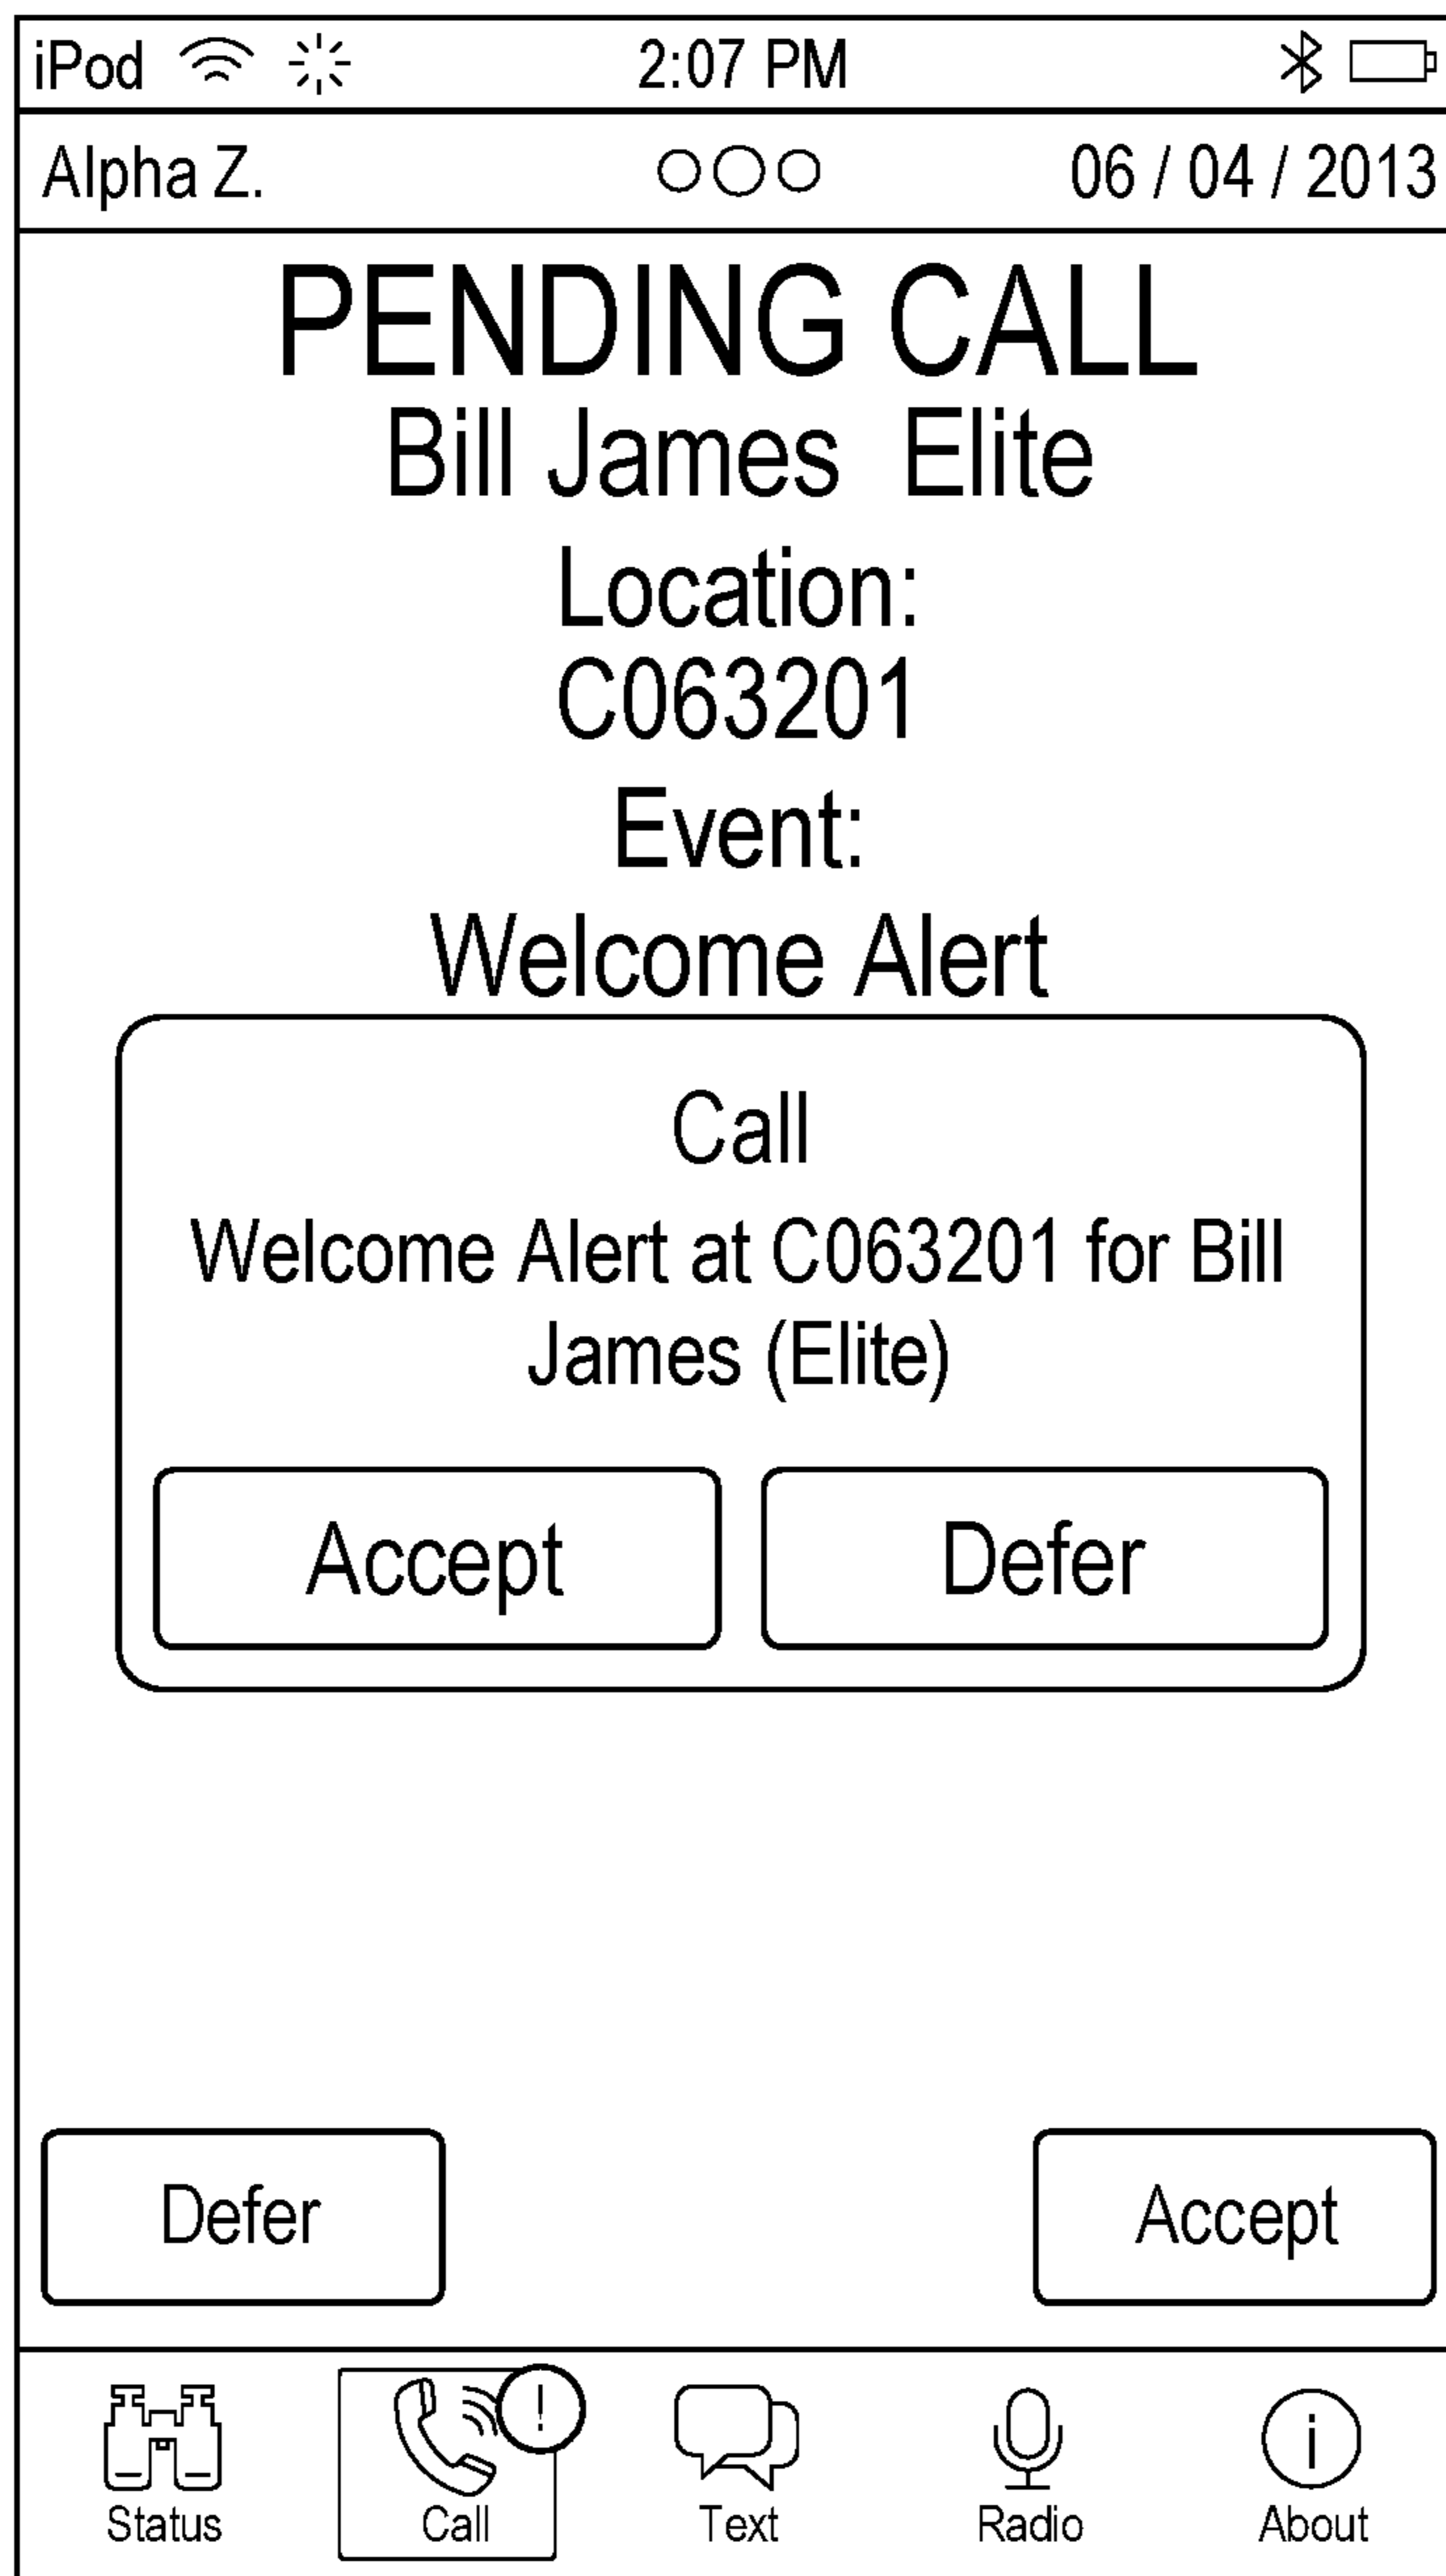 iPod 2:07 PM
Alpha Z. 06 / 04 / 2013
PENDING CALL
Bill James Elite
Location:
C063201
Event:
Welcome Alert
Call
Welcome Alert at C063201 for Bill
James (Elite)
Accept Defer
Defer Accept
!
i
Status Call Text Radio About